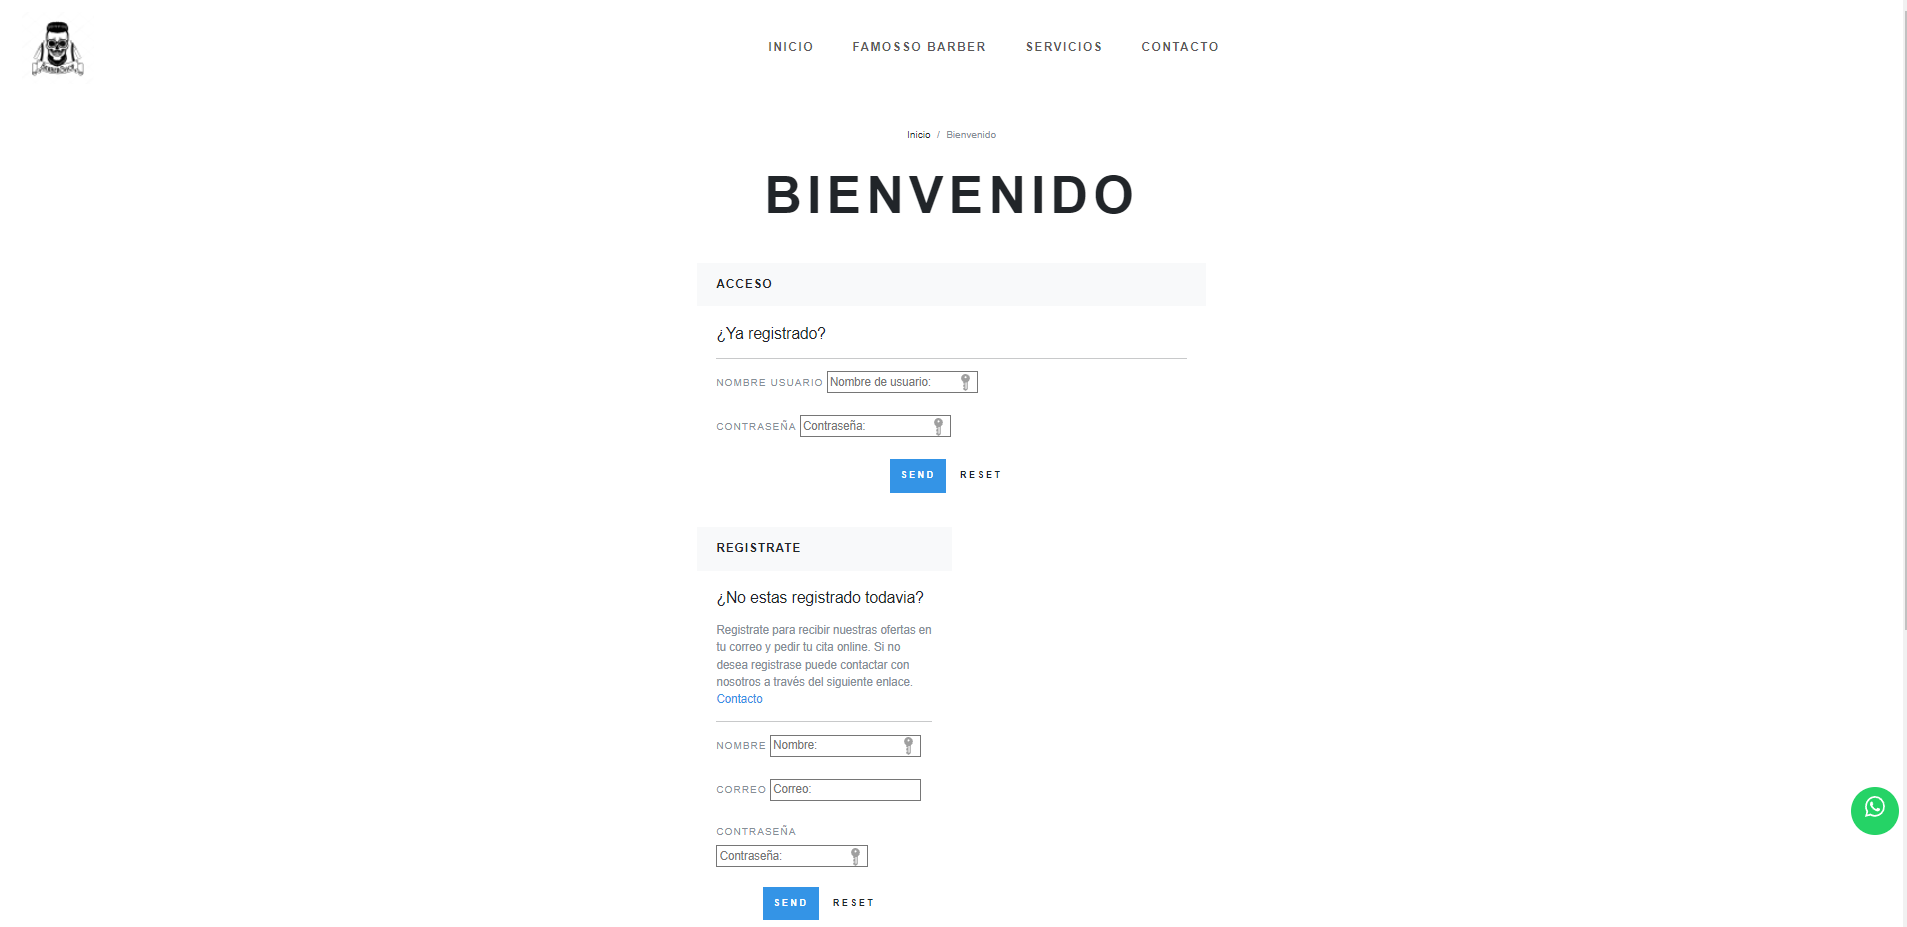 INICIO FAMOSSO BARBER SERVICIOS CONTACTO
Inicio / Bienvenido
BIENVENIDO
ACCESO
¿Ya registrado?
NOMBRE USUARIO Nombre de usuario:
CONTRASEÑA Contraseña:
SEND RESET
REGISTRATE
¿No estas registrado todavia?
Registrate para recibir nuestras ofertas en
tu correo y pedir tu cita online. Si no
desea registrase puede contactar con
nosotros a través del siguiente enlace.
Contacto
NOMBRE Nombre:
CORREO Correo:
CONTRASEÑA
Contraseña:
SEND RESET